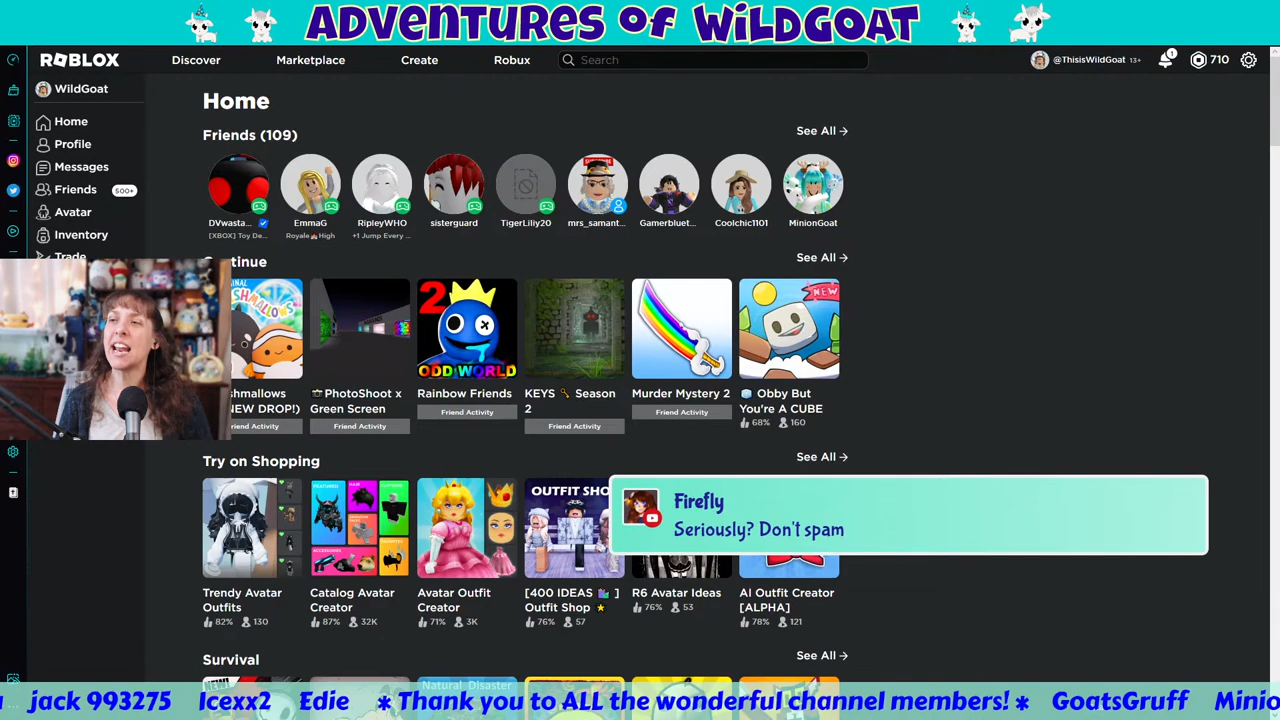 ADVENTURES OF WILDGOAT
ROBLOX Discover Marketplace Create Robux Search @ThisisWildGoat 13+ 1 710
WildGoat
Home
Profile
Messages
Friends 500+
Avatar
Inventory
Trade
Home
Friends (109) See All →
DVwasta... EmmaG RipleyWHO sisterguard TigerLiliy20 mrs_samant... Gamerbluet... Coolchic1101 MinionGoat
[XBOX] Toy De... Royale High +1 Jump Every ...
See All →
2 ODD WORLD NEW
PhotoShoot x Green Screen
Friend Activity
Rainbow Friends
Friend Activity
KEYS Season 2
Friend Activity
Murder Mystery 2
Friend Activity
Obby But You're A CUBE
68% 160
NEW DROP!)
Try on Shopping See All →
OUTFIT SHO
Firefly
Seriously? Don't spam
Trendy Avatar Outfits
82% 130
Catalog Avatar Creator
87% 32K
Avatar Outfit Creator
71% 3K
[400 IDEAS ] Outfit Shop
76% 57
R6 Avatar Ideas
76% 53
AI Outfit Creator [ALPHA]
78% 121
Survival See All →
jack 993275 Icexx2 Edie * Thank you to ALL the wonderful channel members! * GoatsGruff Minio